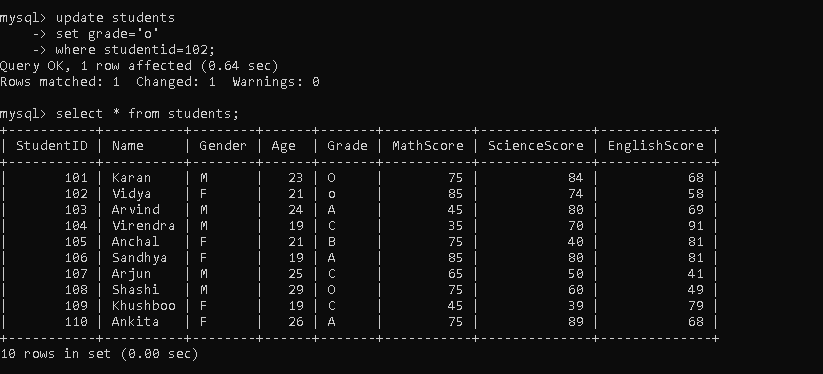 mysql> update students
    -> set grade='o'
    -> where studentid=102;
Query OK, 1 row affected (0.64 sec)
Rows matched: 1  Changed: 1  Warnings: 0
mysql> select * from students;
+-----------+----------+--------+------+-------+-----------+--------------+--------------+
| StudentID | Name     | Gender | Age  | Grade | MathScore | ScienceScore | EnglishScore |
+-----------+----------+--------+------+-------+-----------+--------------+--------------+
|       101 | Karan    | M      |   23 | O     |        75 |           84 |           68 |
|       102 | Vidya    | F      |   21 | o     |        85 |           74 |           58 |
|       103 | Arvind   | M      |   24 | A     |        45 |           80 |           69 |
|       104 | Virendra | M      |   19 | C     |        35 |           70 |           91 |
|       105 | Anchal   | F      |   21 | B     |        75 |           40 |           81 |
|       106 | Sandhya  | F      |   19 | A     |        85 |           80 |           81 |
|       107 | Arjun    | M      |   25 | C     |        65 |           50 |           41 |
|       108 | Shashi   | M      |   29 | O     |        75 |           60 |           49 |
|       109 | Khushboo | F      |   19 | C     |        45 |           39 |           79 |
|       110 | Ankita   | F      |   26 | A     |        75 |           89 |           68 |
+-----------+----------+--------+------+-------+-----------+--------------+--------------+
10 rows in set (0.00 sec)